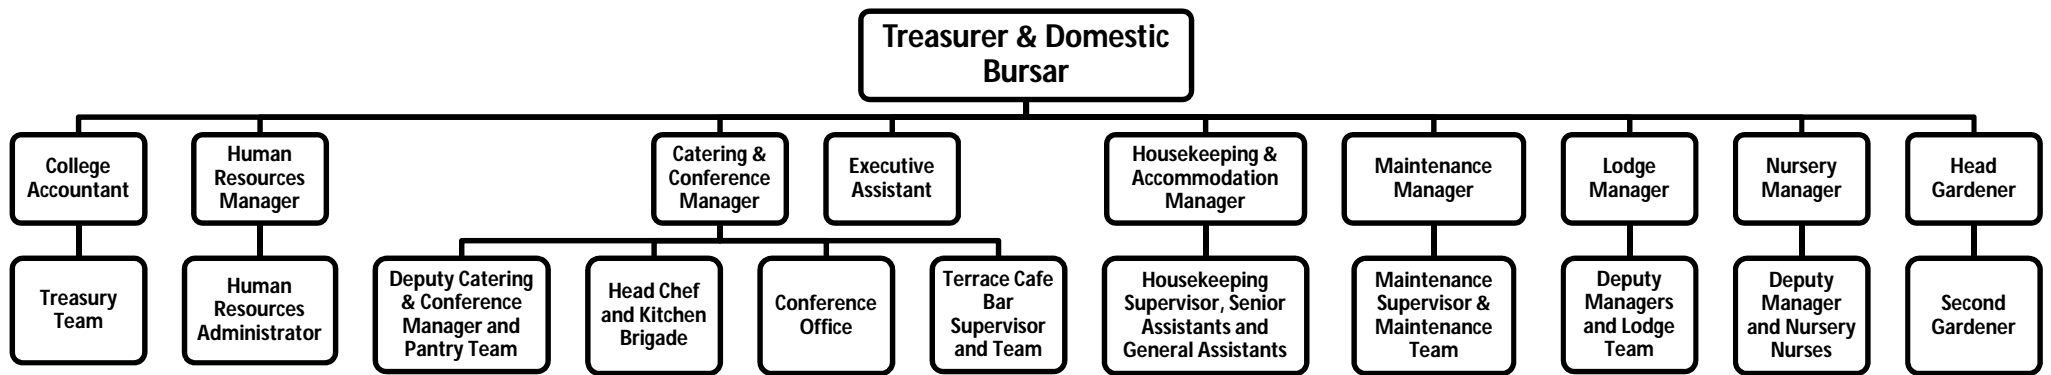 Treasurer & Domestic
Bursar
College
Accountant
Human
Resources
Manager
Catering &
Conference
Manager
Executive
Assistant
Housekeeping &
Accommodation
Manager
Maintenance
Manager
Lodge
Manager
Nursery
Manager
Head
Gardener
Treasury
Team
Human
Resources
Administrator
Deputy Catering
& Conference
Manager and
Pantry Team
Head Chef
and Kitchen
Brigade
Conference
Office
Terrace Cafe
Bar
Supervisor
and Team
Housekeeping
Supervisor, Senior
Assistants and
General Assistants
Maintenance
Supervisor &
Maintenance
Team
Deputy
Managers
and Lodge
Team
Deputy
Manager
and Nursery
Nurses
Second
Gardener